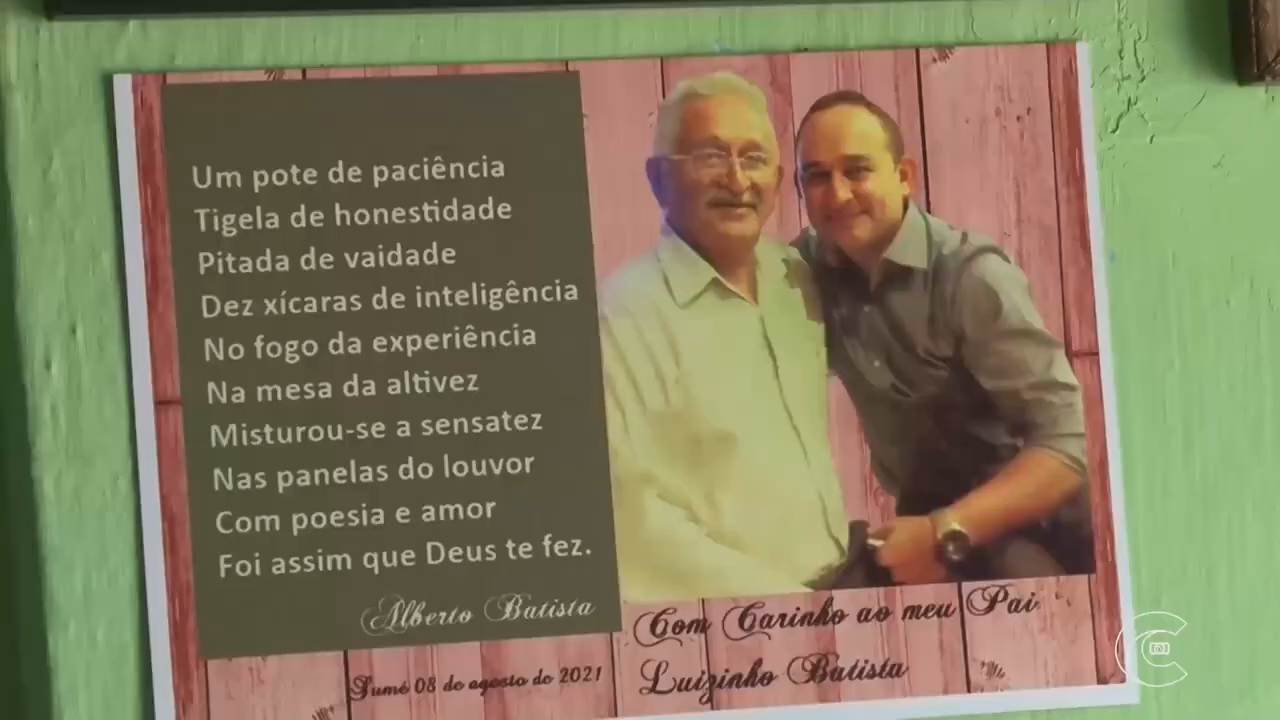 Um pote de paciência
Tigela de honestidade
Pitada de vaidade
Dez xícaras de inteligência
No fogo da experiência
Na mesa da altivez
Misturou-se a sensatez
Nas panelas do louvor
Com poesia e amor
Foi assim que Deus te fez.
Alberto Batista
Sumé 08 de agosto de 2021
Com Carinho ao meu Pai
Luizinho Batista